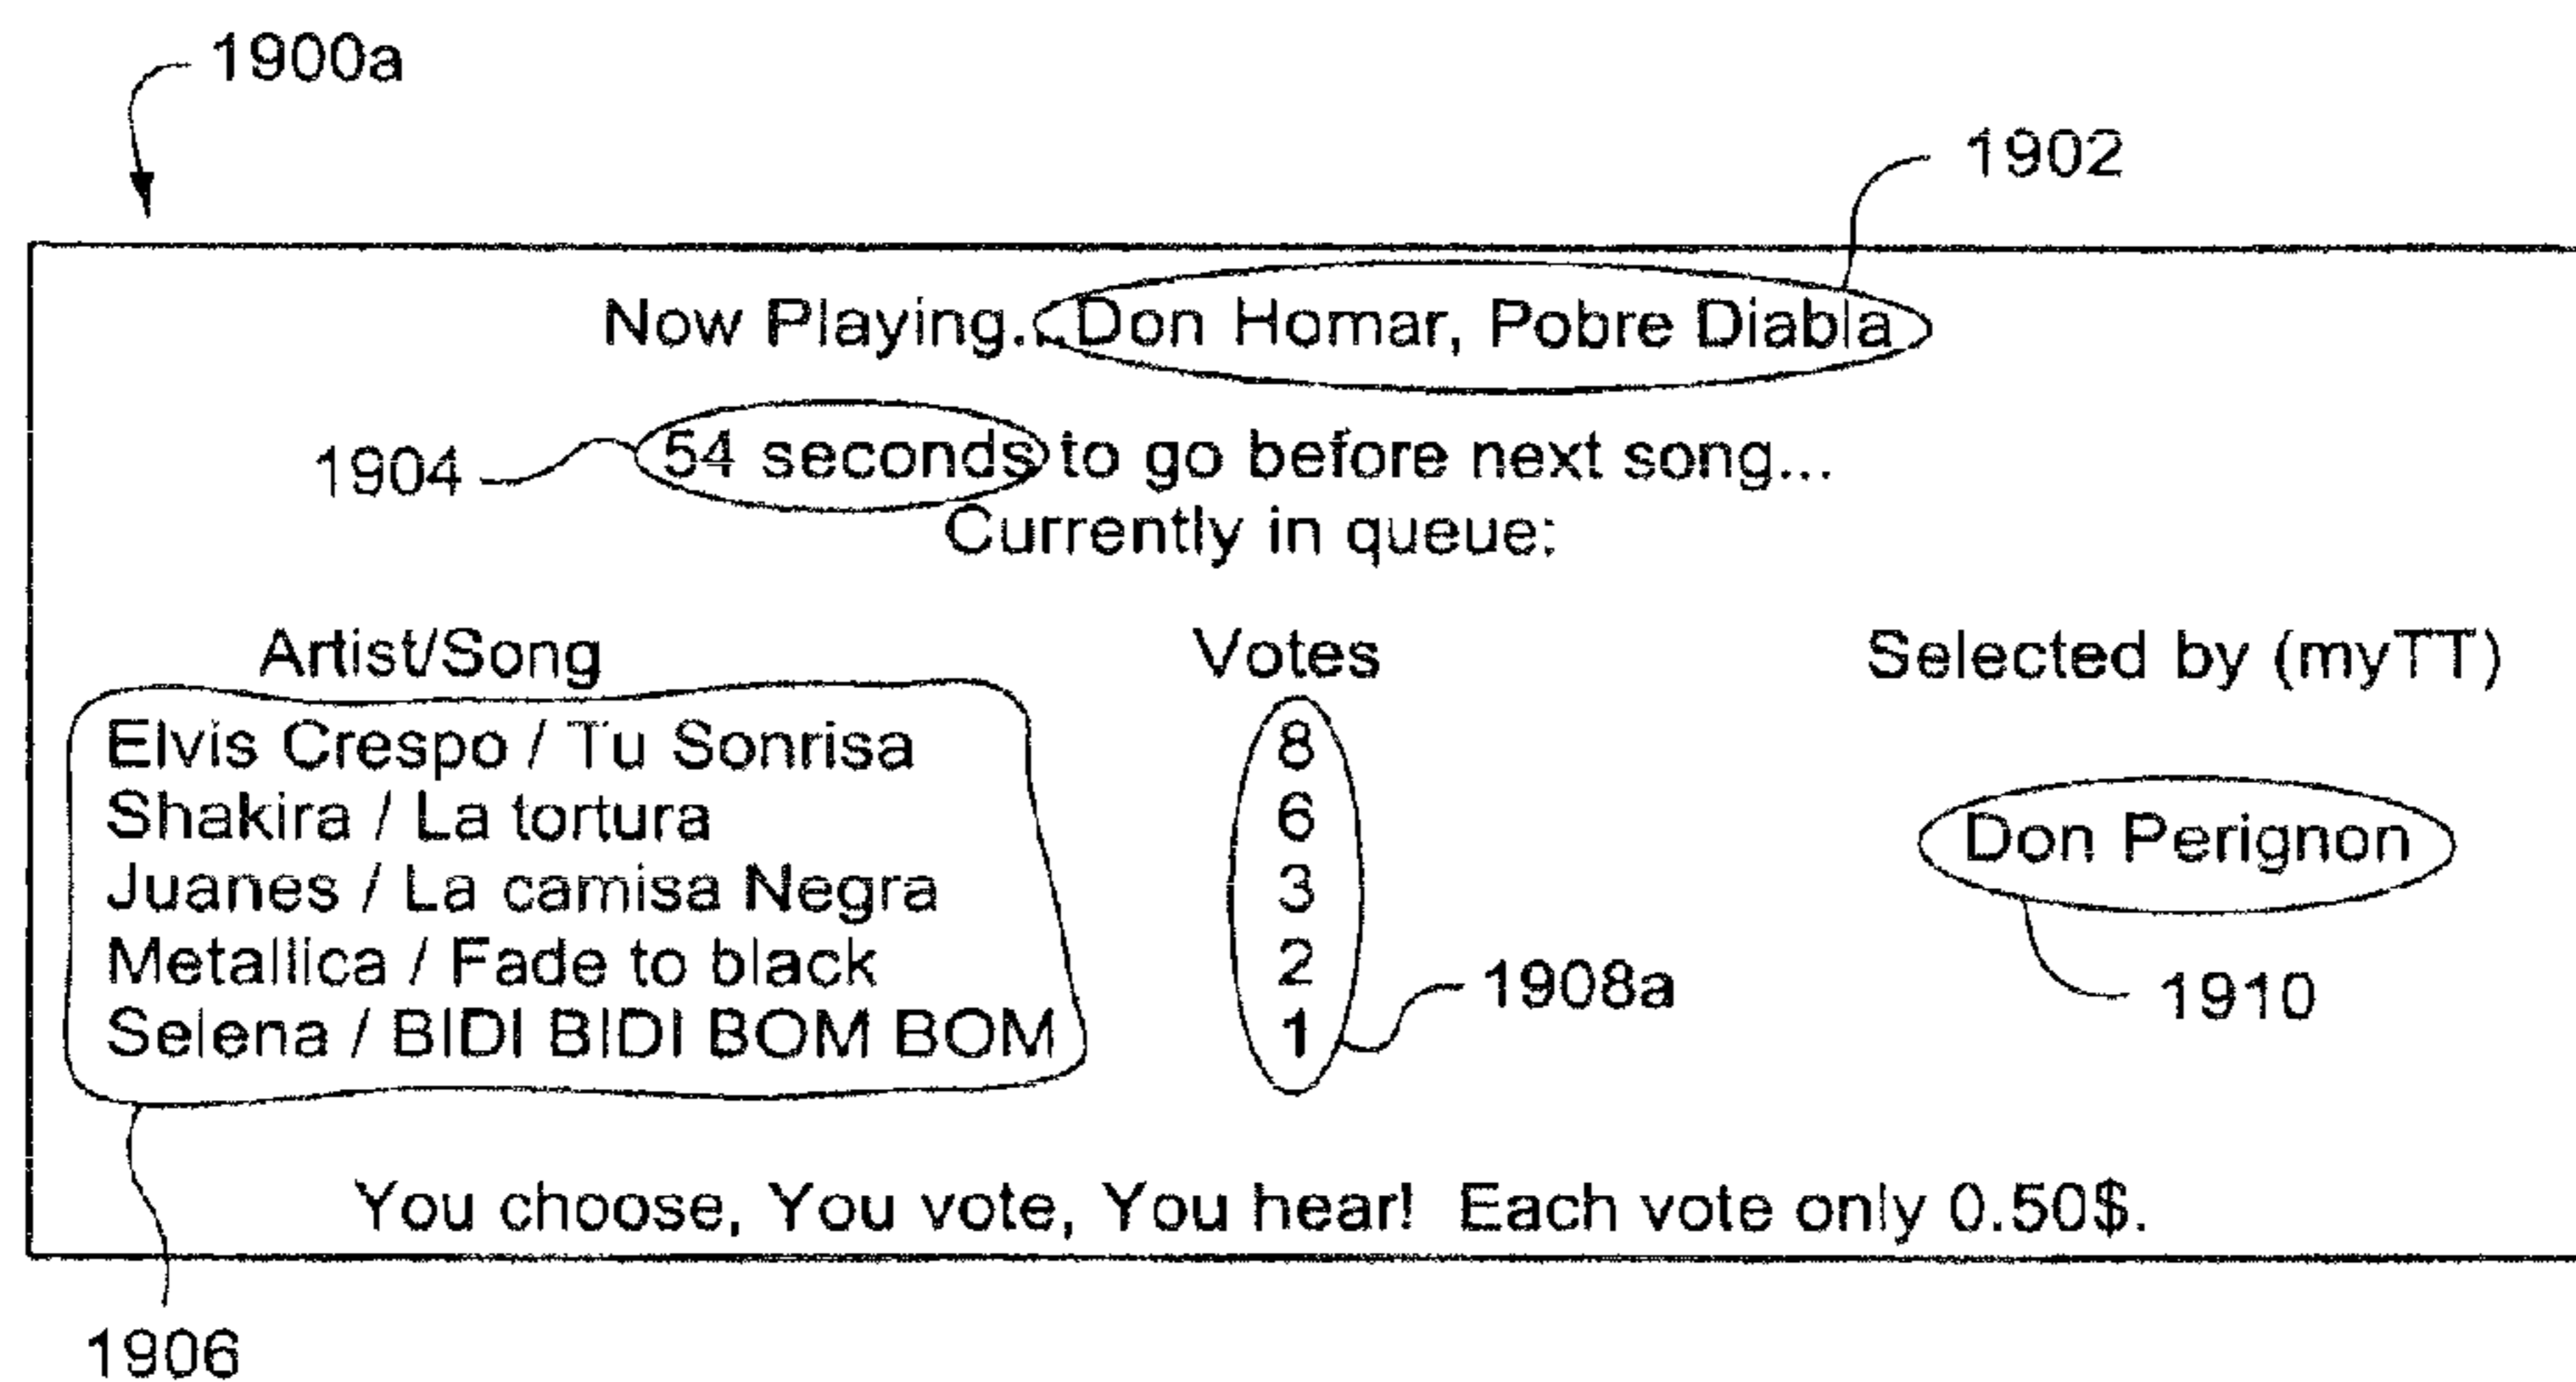 1900a
1902
Now Playing...Don Homar, Pobre Diabla
1904
54 seconds to go before next song...
Currently in queue:
Artist/Song Votes Selected by (myTT)
Elvis Crespo / Tu Sonrisa 8
Shakira / La tortura 6 Don Perignon
Juanes / La camisa Negra 3
Metallica / Fade to black 2
Selena / BIDI BIDI BOM BOM 1
1908a
1910
You choose, You vote, You hear! Each vote only 0.50$.
1906